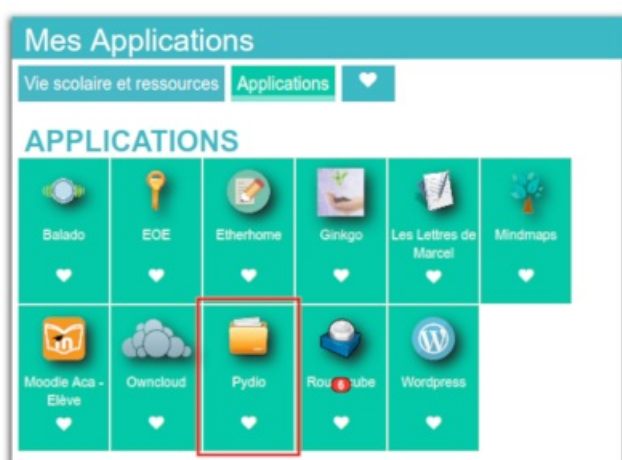 Mes Applications
Vie scolaire et ressources Applications
APPLICATIONS
Balado EOE Etherhome Ginkgo Les Lettres de Marcel Mindmaps
Moodle Aca - Elève Owncloud Pydio 6 Wordpress